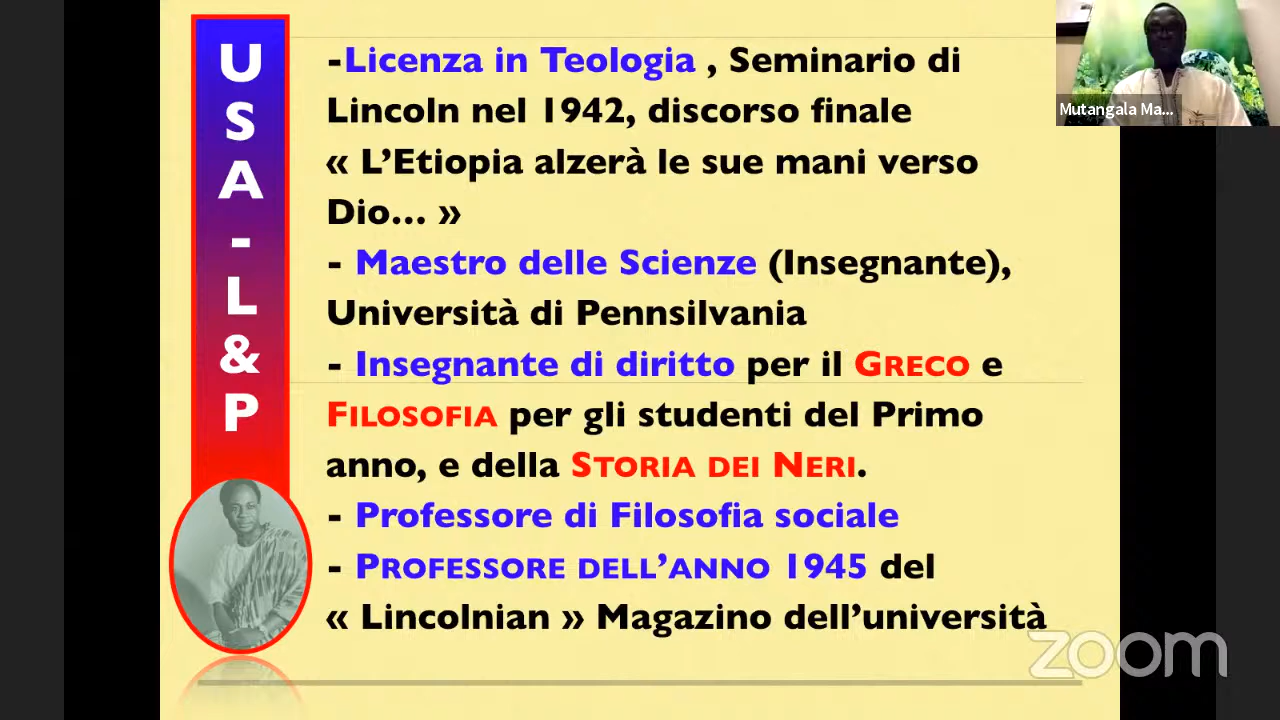 USA-L&P
-Licenza in Teologia , Seminario di
Lincoln nel 1942, discorso finale
« L’Etiopia alzerà le sue mani verso
Dio... »
- Maestro delle Scienze (Insegnante),
Università di Pennsilvania
- Insegnante di diritto per il GRECO e
FILOSOFIA per gli studenti del Primo
anno, e della STORIA DEI NERI.
- Professore di Filosofia sociale
- PROFESSORE DELL’ANNO 1945 del
« Lincolnian » Magazino dell’università
Mutangala Ma...
zoom